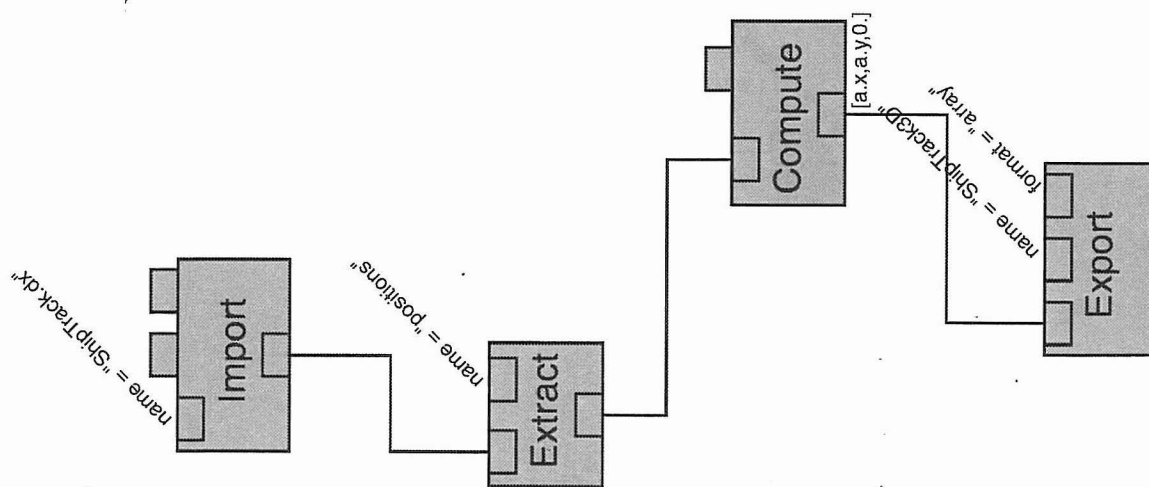 name = "ShipTrack.dx"
Import
name = "positions"
Extract
Compute
[a.x,a.y,0.]
name = "ShipTrack3D"
format = "array"
Export